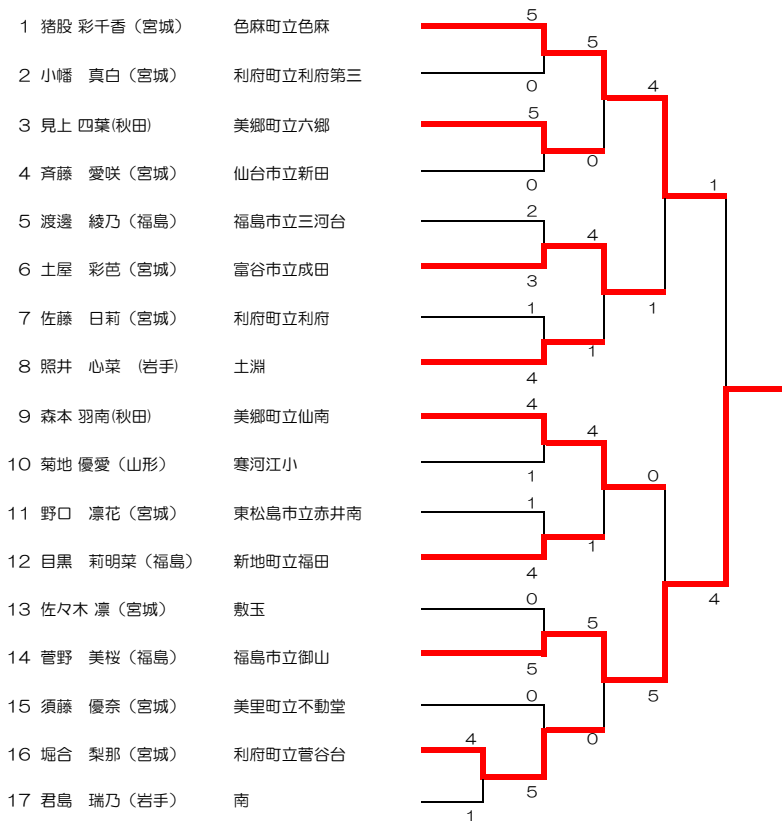 1 猪股 彩千香（宮城） 色麻町立色麻
5
5
2 小幡　真白（宮城） 利府町立利府第三
0
4
3 見上 四葉(秋田) 美郷町立六郷
5
0
4 斉藤　愛咲（宮城） 仙台市立新田
0
1
5 渡邊　綾乃（福島） 福島市立三河台
2
4
6 土屋　彩芭（宮城） 富谷市立成田
3
7 佐藤　日莉（宮城） 利府町立利府
1
1
1
8 照井　心菜　(岩手) 土淵
4
9 森本 羽南(秋田) 美郷町立仙南
4
4
10 菊地 優愛（山形） 寒河江小
1
0
11 野口　凛花（宮城） 東松島市立赤井南
1
1
12 目黒　莉明菜（福島） 新地町立福田
4
4
13 佐々木 凛（宮城） 敷玉
0
5
14 菅野　美桜（福島） 福島市立御山
5
15 須藤　優奈（宮城） 美里町立不動堂
0
5
16 堀合　梨那（宮城） 利府町立菅谷台
4
0
5
17 君島　瑞乃（岩手） 南
1